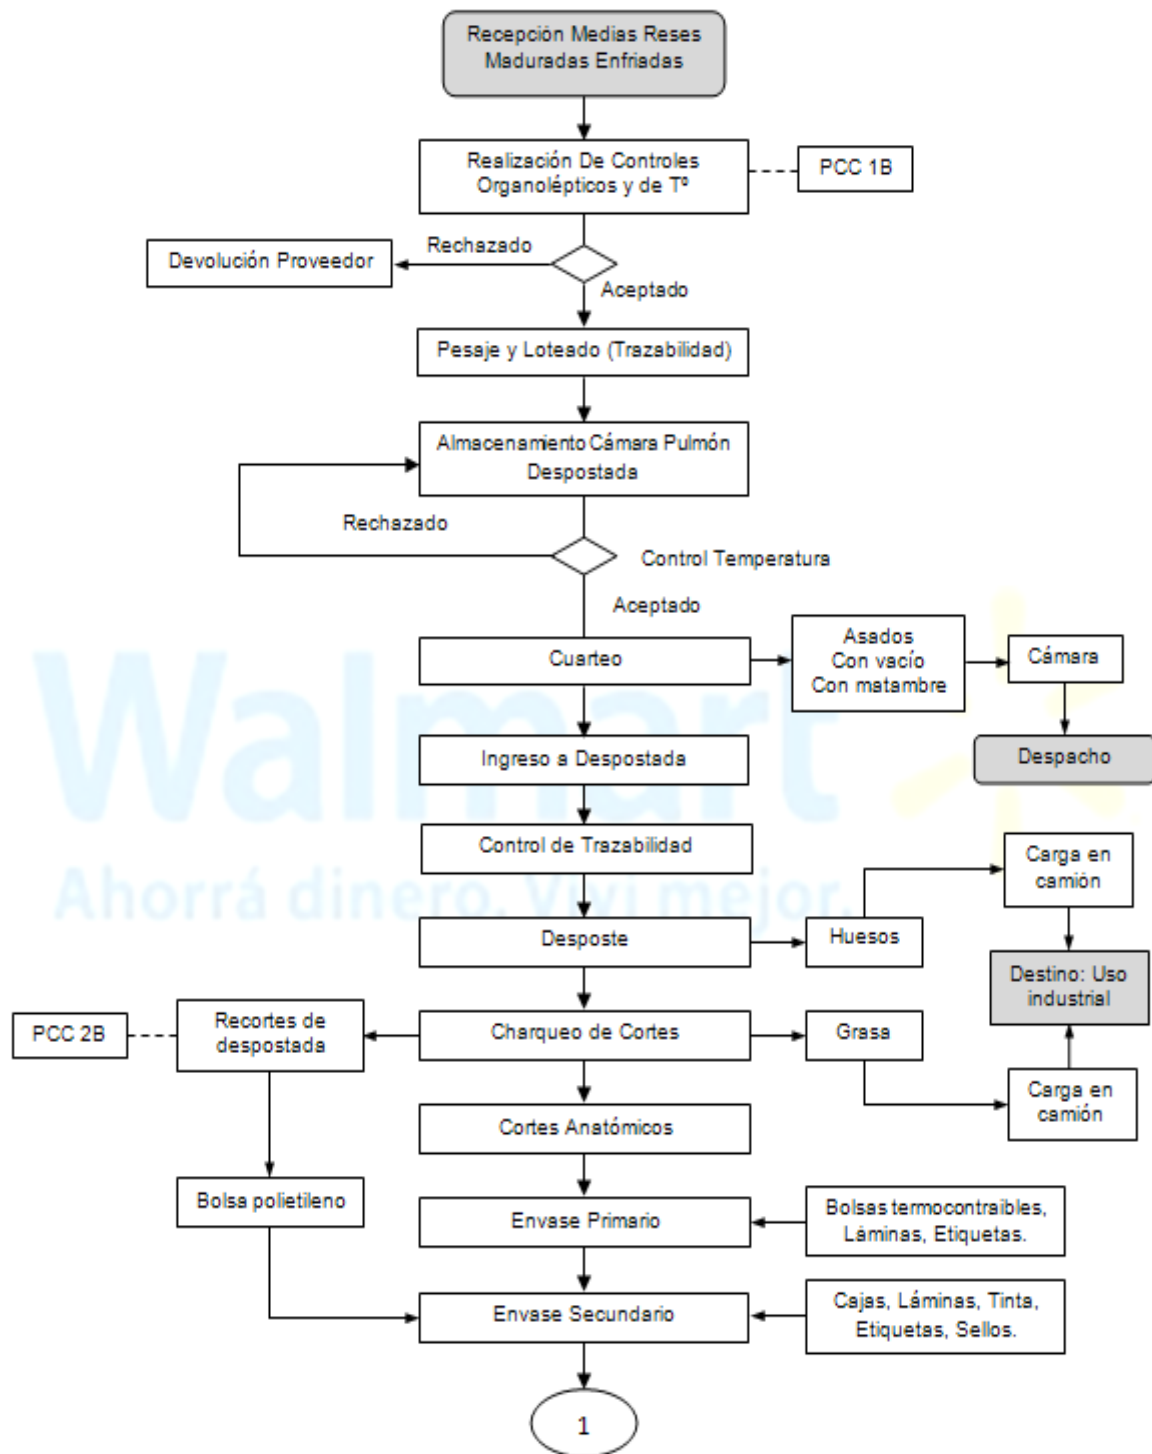 Recepción Medias Reses
Maduradas Enfriadas
Realización De Controles
Organolépticos y de Tº
PCC 1B
Rechazado
Devolución Proveedor
Aceptado
Pesaje y Loteado (Trazabilidad)
Almacenamiento Cámara Pulmón
Despostada
Rechazado
Control Temperatura
Aceptado
Cuarteo
Asados
Con vacío
Con matambre
Cámara
Despacho
Ingreso a Despostada
Walmart
Control de Trazabilidad
Ahorrá dinero. Viví mejor.
Carga en
camión
Desposte
Huesos
Destino: Uso
industrial
PCC 2B
Recortes de
despostada
Charqueo de Cortes
Grasa
Carga en
camión
Cortes Anatómicos
Bolsa polietileno
Envase Primario
Bolsas termocontraibles,
Láminas, Etiquetas.
Envase Secundario
Cajas, Láminas, Tinta,
Etiquetas, Sellos.
1